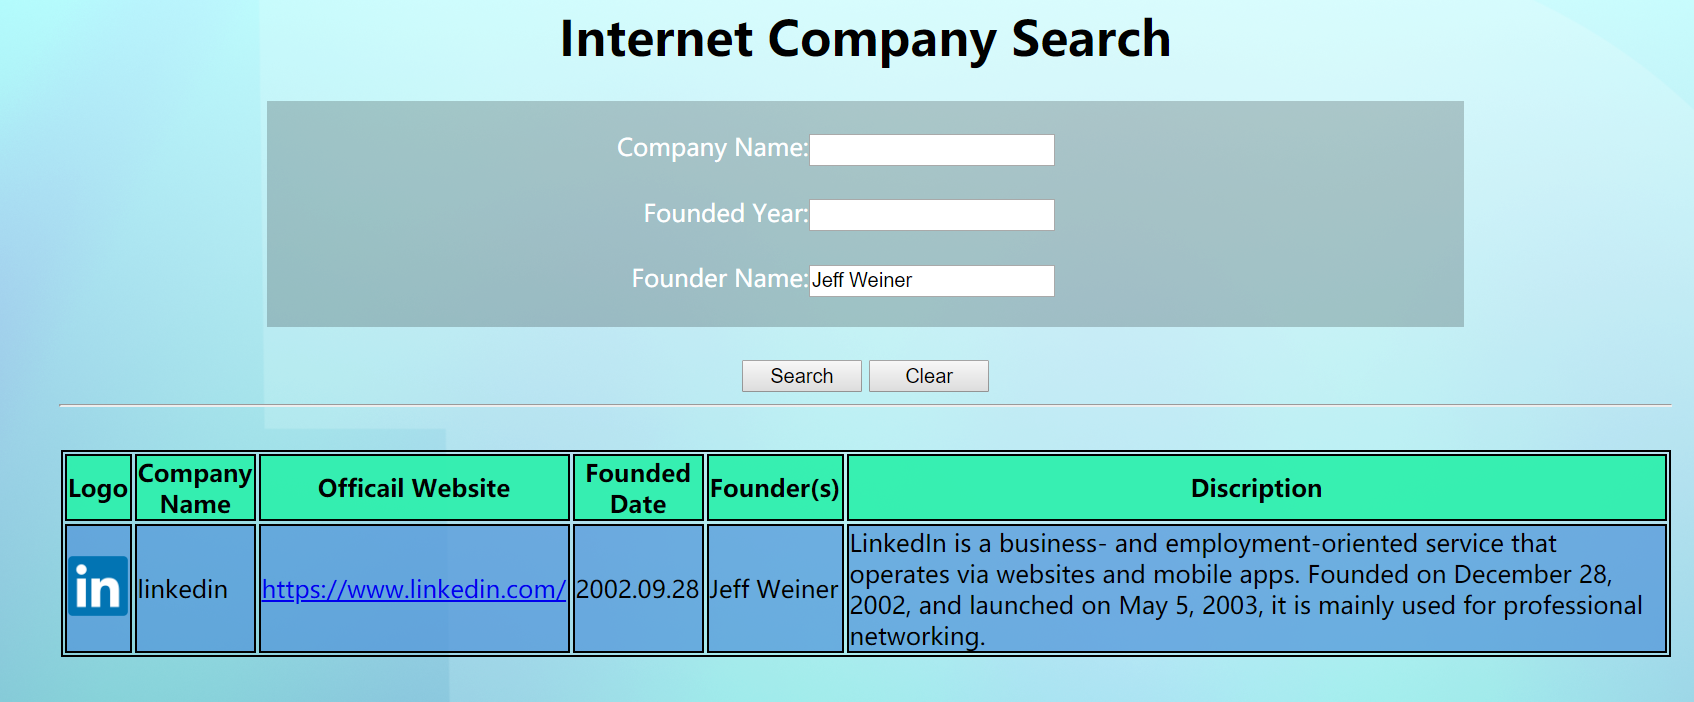 Internet Company Search
Company Name:
Founded Year:
Founder Name: Jeff Weiner
Search Clear
Logo Company Name Officail Website Founded Date Founder(s) Discription
in linkedin https://www.linkedin.com/ 2002.09.28 Jeff Weiner LinkedIn is a business- and employment-oriented service that
operates via websites and mobile apps. Founded on December 28,
2002, and launched on May 5, 2003, it is mainly used for professional
networking.